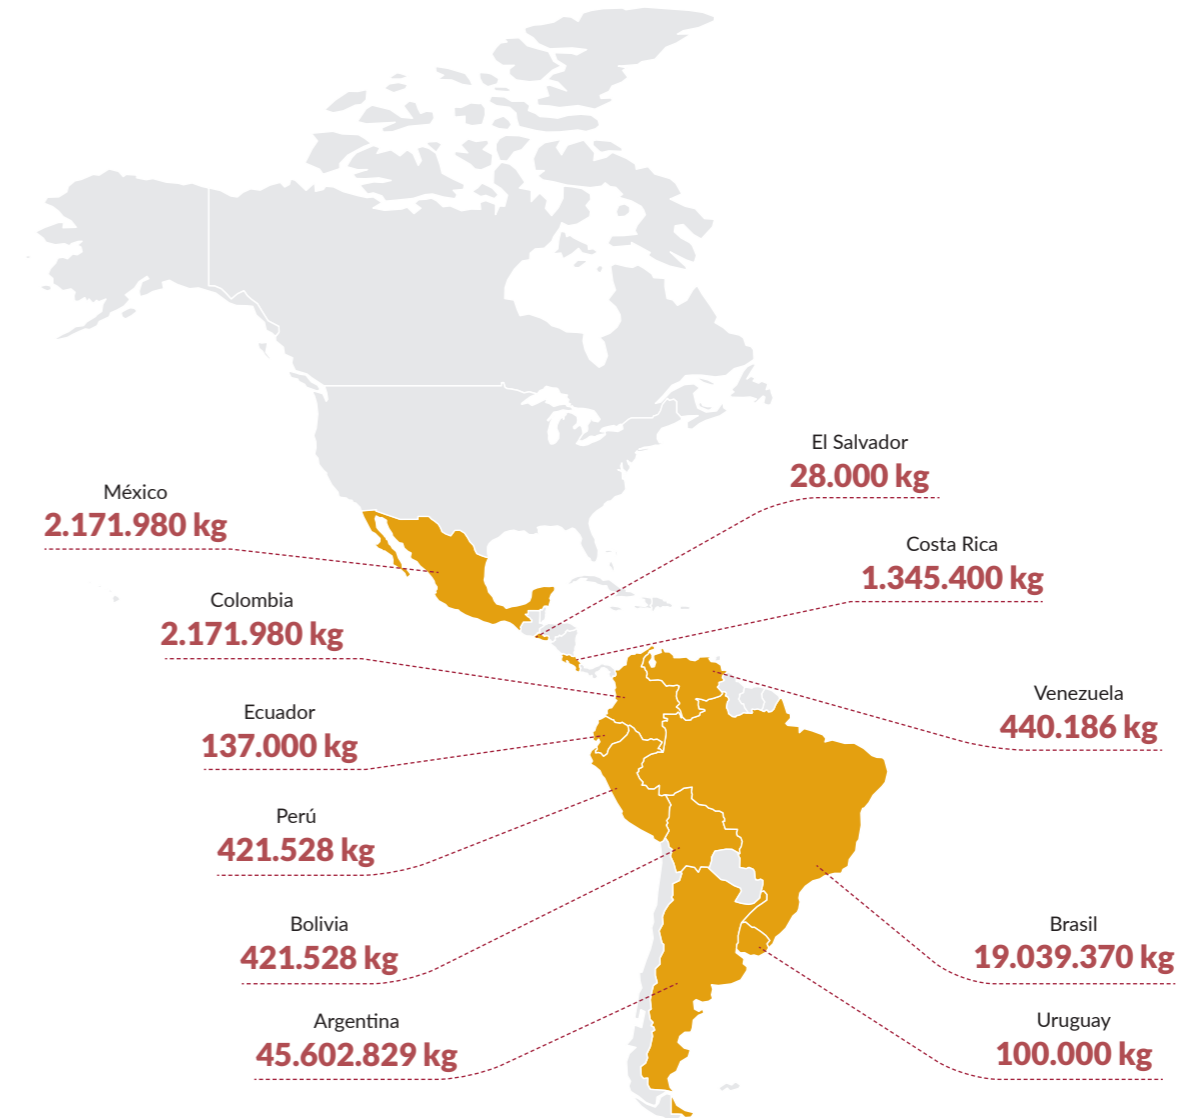 El Salvador
28.000 kg
México
2.171.980 kg
Costa Rica
1.345.400 kg
Colombia
2.171.980 kg
Venezuela
440.186 kg
Ecuador
137.000 kg
Perú
421.528 kg
Bolivia
421.528 kg
Brasil
19.039.370 kg
Argentina
45.602.829 kg
Uruguay
100.000 kg